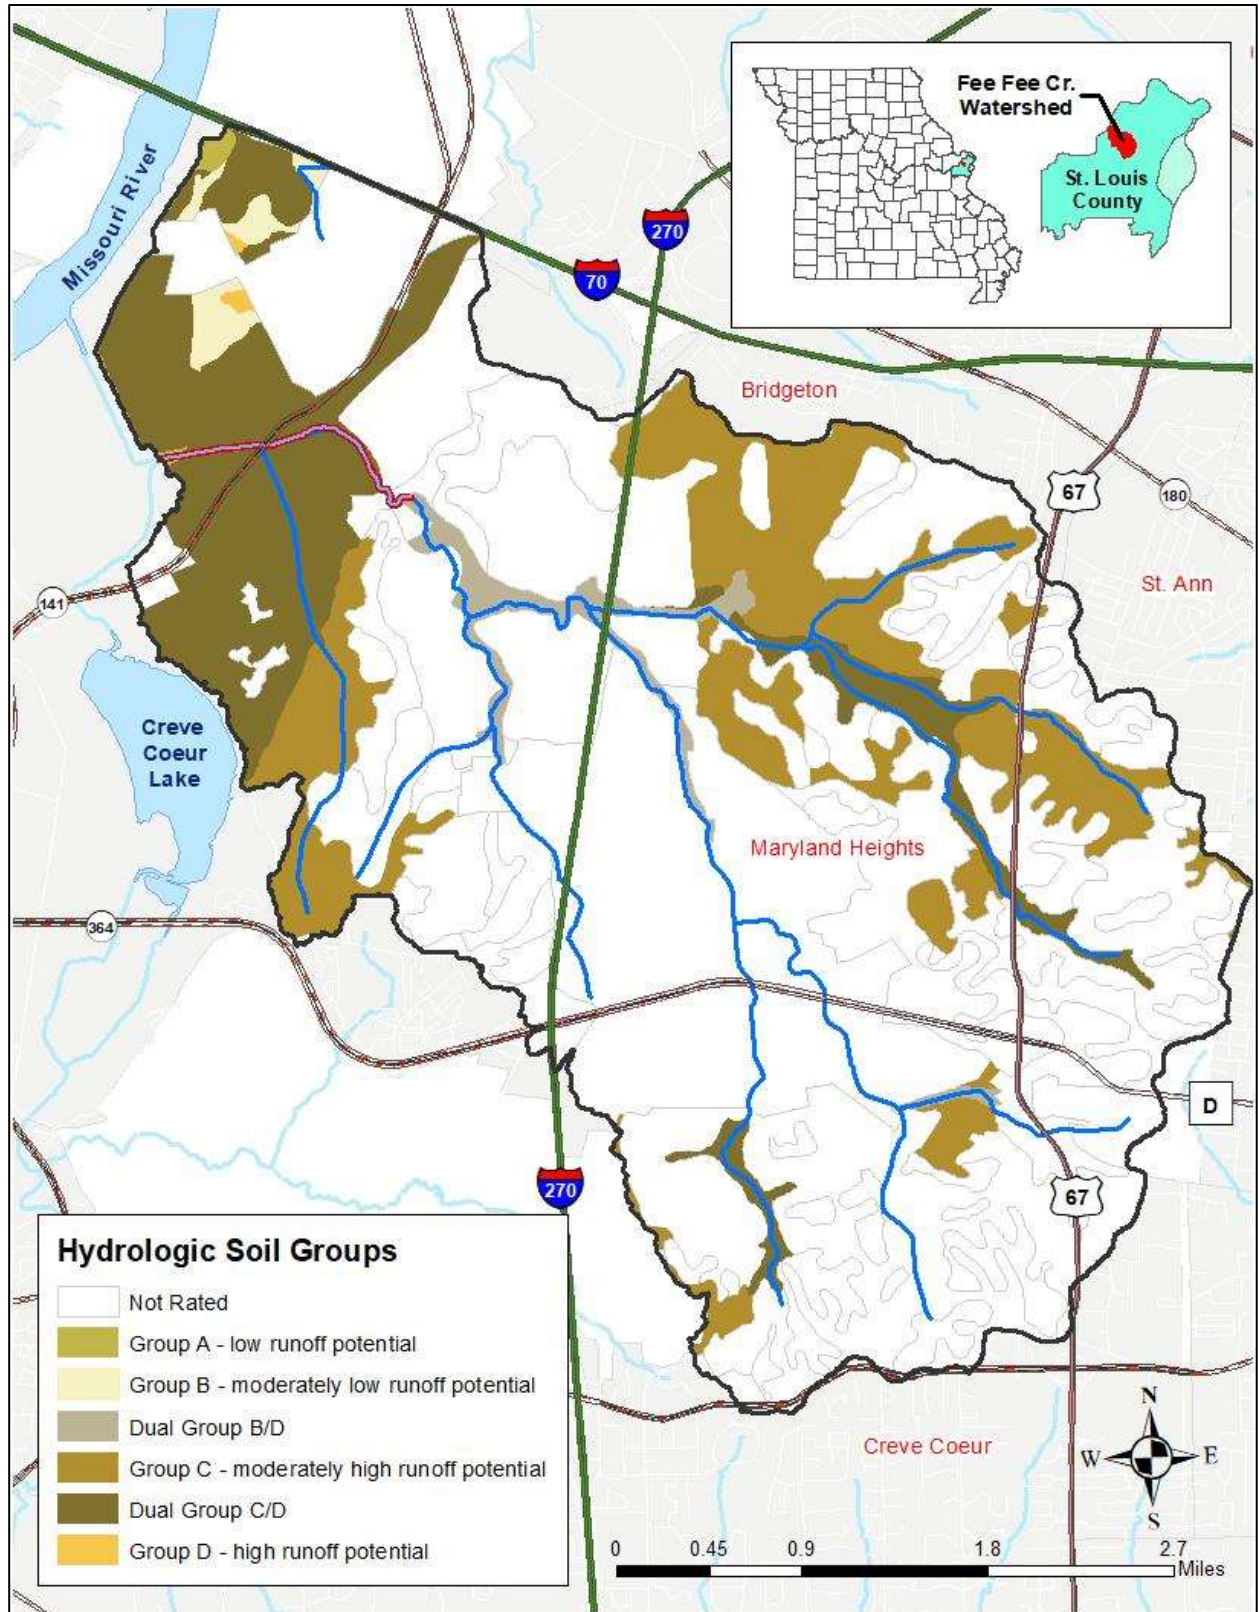 Fee Fee Cr.
Watershed
St. Louis
County
Missouri River
270
70
Bridgeton
67
180
St. Ann
141
Creve
Coeur
Lake
Maryland Heights
364
D
270
67
Hydrologic Soil Groups
Not Rated
Group A - low runoff potential
Group B - moderately low runoff potential
Dual Group B/D
Group C - moderately high runoff potential
Dual Group C/D
Group D - high runoff potential
Creve Coeur
N
W
E
S
0 0.45 0.9 1.8 2.7
Miles